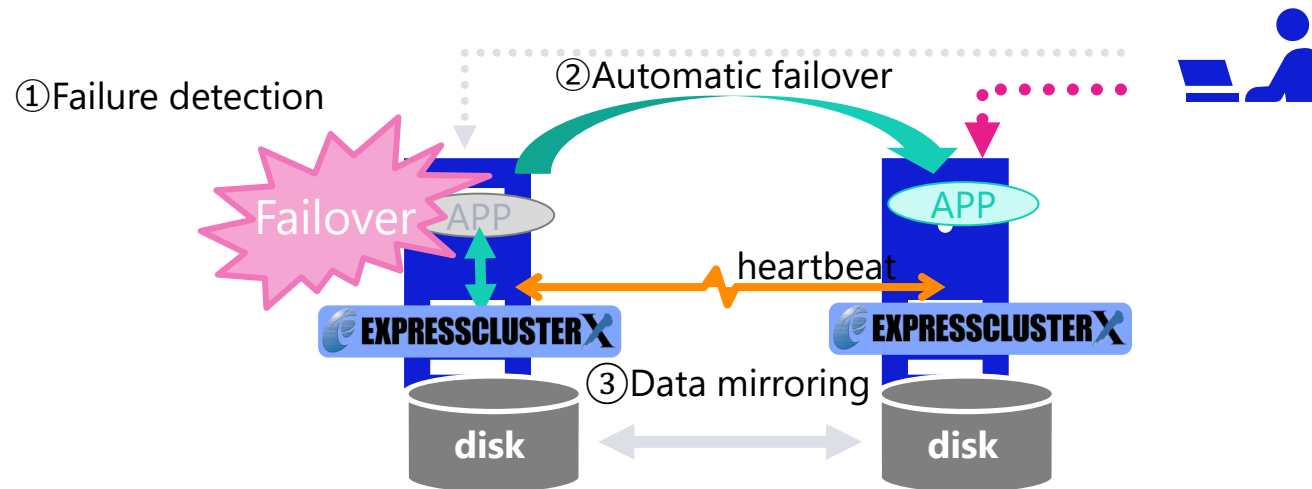 ②Automatic failover
①Failure detection
Failover
APP
APP
heartbeat
EXPRESSCLUSTER X
EXPRESSCLUSTER X
③Data mirroring
disk
disk